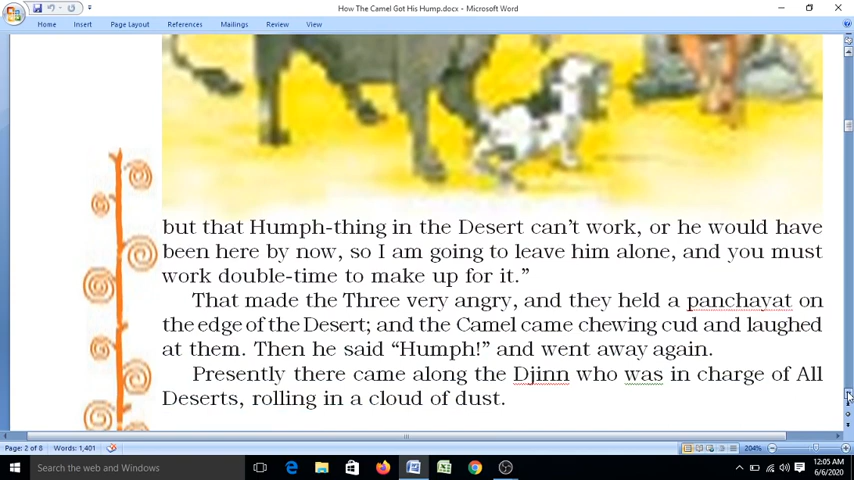 How The Camel Got His Hump.docx - Microsoft Word
Home Insert Page Layout References Mailings Review View
but that Humph-thing in the Desert can't work, or he would have
been here by now, so I am going to leave him alone, and you must
work double-time to make up for it.”
That made the Three very angry, and they held a panchayat on
the edge of the Desert; and the Camel came chewing cud and laughed
at them. Then he said “Humph!” and went away again.
Presently there came along the Djinn who was in charge of All
Deserts, rolling in a cloud of dust.
Page: 2 of 8 Words: 1,401 204%
Search the web and Windows
12:05 AM
6/6/2020